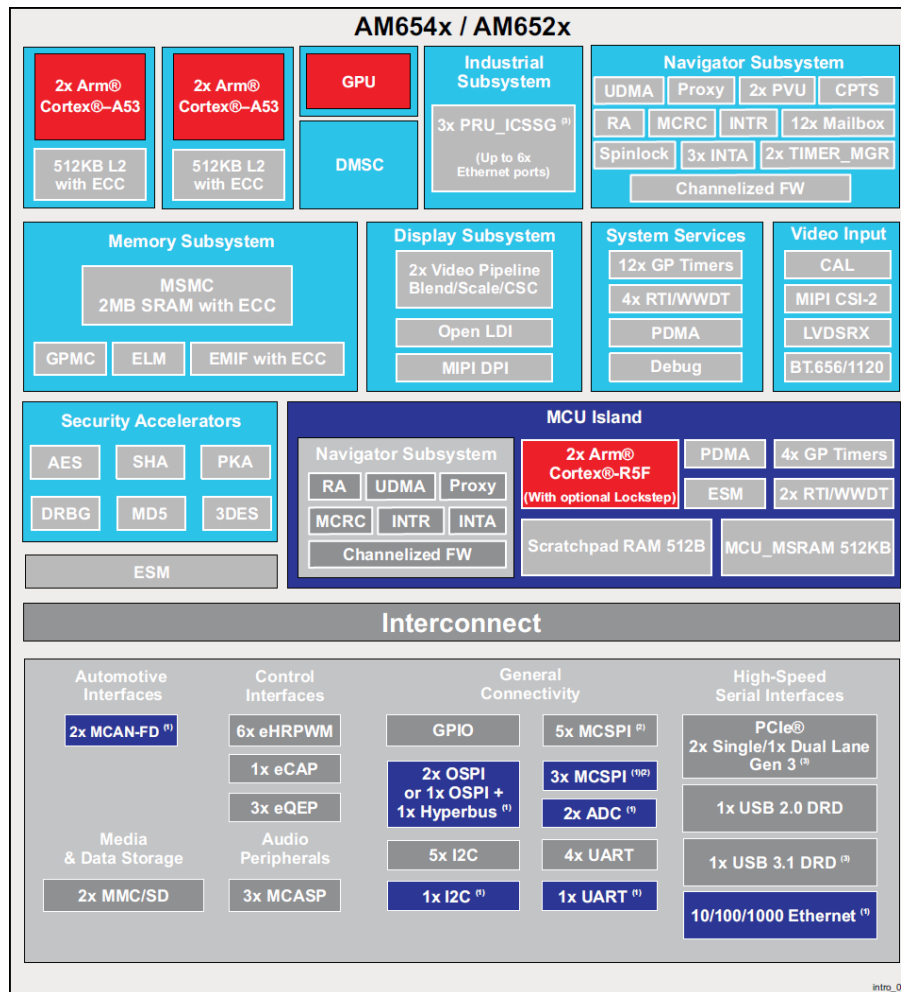 AM654x / AM652x
2x Arm®
Cortex®–A53
512KB L2
with ECC
2x Arm®
Cortex®–A53
512KB L2
with ECC
GPU
DMSC
Industrial
Subsystem
3x PRU_ICSSG (1)
(Up to 6x
Ethernet ports)
Navigator Subsystem
UDMA Proxy 2x PVU CPTS
RA MCRC INTR 12x Mailbox
Spinlock 3x INTA 2x TIMER_MGR
Channelized FW
Memory Subsystem
MSMC
2MB SRAM with ECC
GPMC ELM EMIF with ECC
Display Subsystem
2x Video Pipeline
Blend/Scale/CSC
Open LDI
MIPI DPI
System Services
12x GP Timers
4x RTI/WWDT
PDMA
Debug
Video Input
CAL
MIPI CSI-2
LVDSRX
BT.656/1120
Security Accelerators
AES SHA PKA
DRBG MD5 3DES
ESM
MCU Island
Navigator Subsystem
RA UDMA Proxy
MCRC INTR INTA
Channelized FW
2x Arm®
Cortex®-R5F
(With optional Lockstep)
PDMA 4x GP Timers
ESM 2x RTI/WWDT
Scratchpad RAM 512B MCU_MSRAM 512KB
Interconnect
Automotive
Interfaces
2x MCAN-FD (1)
Media
& Data Storage
2x MMC/SD
Control
Interfaces
6x eHRPWM
1x eCAP
3x eQEP
Audio
Peripherals
3x MCASP
General
Connectivity
GPIO
2x OSPI
or 1x OSPI +
1x Hyperbus (1)
5x I2C
1x I2C (1)
5x MCSPI (2)
3x MCSPI (1)(2)
2x ADC (1)
4x UART
1x UART (1)
High-Speed
Serial Interfaces
PCIe®
2x Single/1x Dual Lane
Gen 3 (3)
1x USB 2.0 DRD
1x USB 3.1 DRD (3)
10/100/1000 Ethernet (1)